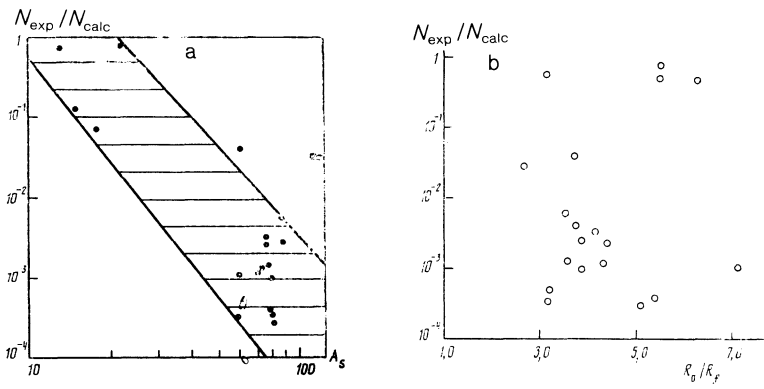 N_exp/N_calc
a
1
10⁻¹
10⁻²
10⁻³
10⁻⁴
10
100
A_s
N_exp/N_calc
b
1
10⁻¹
10⁻²
10⁻³
10⁻⁴
1,0
3,0
5,0
7,0
R_0/R_f